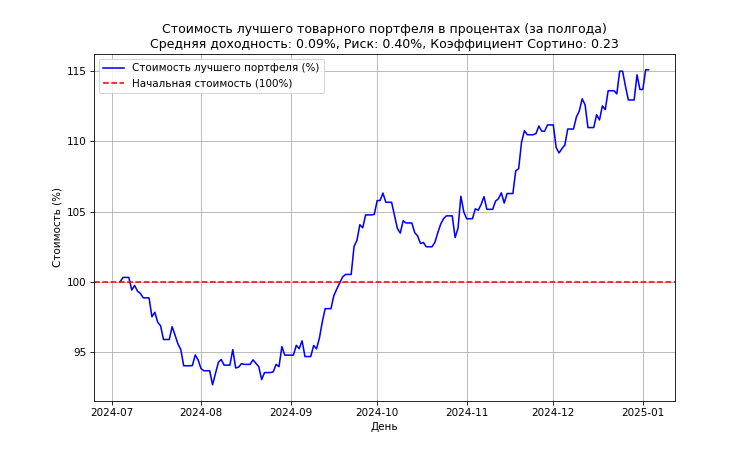 Стоимость лучшего товарного портфеля в процентах (за полгода)
Средняя доходность: 0.09%, Риск: 0.40%, Коэффициент Сортино: 0.23
Стоимость лучшего портфеля (%)
Начальная стоимость (100%)
Стоимость (%)
115
110
105
100
95
2024-07 2024-08 2024-09 2024-10 2024-11 2024-12 2025-01
День